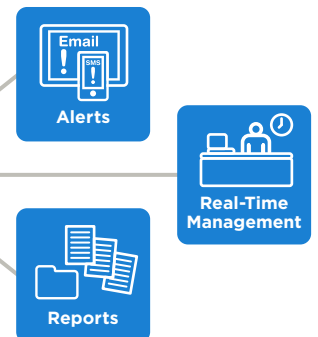 Email
!
SMS
!
Alerts
Real-Time
Management
Reports